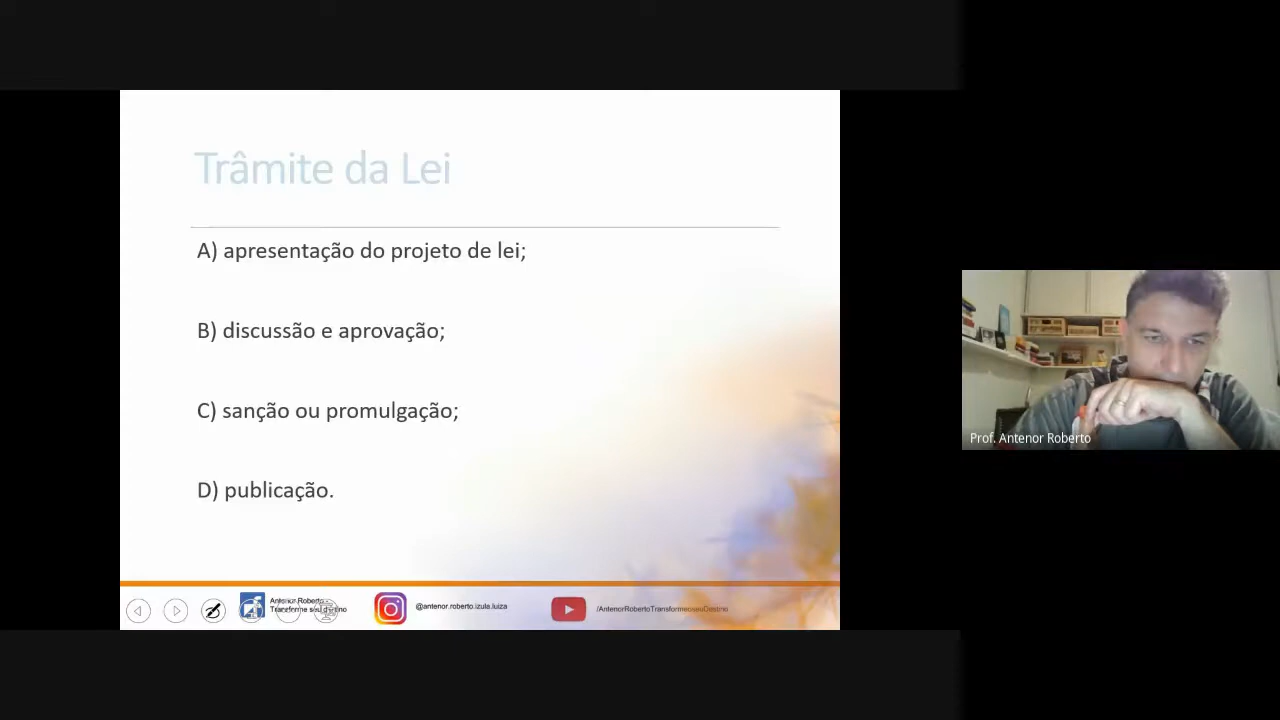 Trâmite da Lei
A) apresentação do projeto de lei;
B) discussão e aprovação;
C) sanção ou promulgação;
D) publicação.
Antenor Roberto
Transforme seu destino
@antenor.roberto.izula.luiza
/AntenorRobertoTransformeuseuDestino
Prof. Antenor Roberto